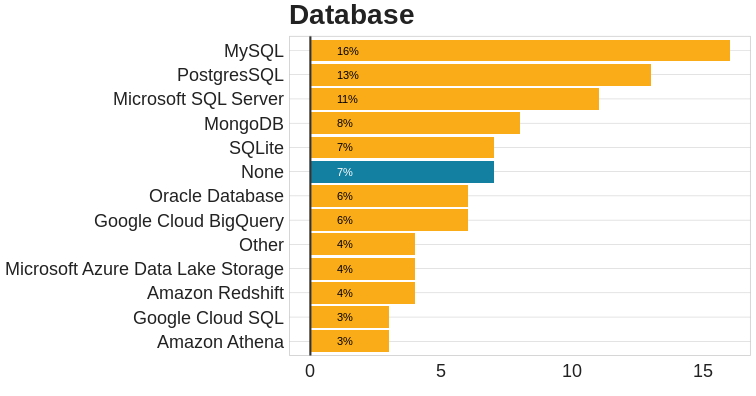 Database
MySQL 16%
PostgresSQL 13%
Microsoft SQL Server 11%
MongoDB 8%
SQLite 7%
None 7%
Oracle Database 6%
Google Cloud BigQuery 6%
Other 4%
Microsoft Azure Data Lake Storage 4%
Amazon Redshift 4%
Google Cloud SQL 3%
Amazon Athena 3%
0 5 10 15